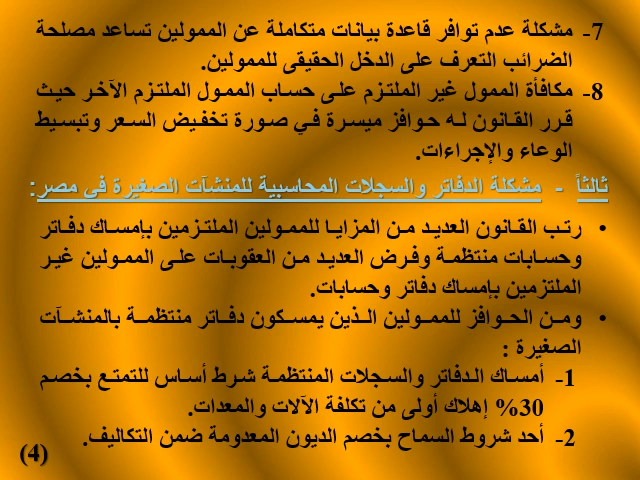 7- مشكلة عدم توافر قاعدة بيانات متكاملة عن الممولين تساعد مصلحة
الضرائب التعرف على الدخل الحقيقى للممولين.
8- مكافأة الممول غير الملتزم على حساب الممول الملتزم الآخر حيث
قرر القانون له حوافز ميسرة في صورة تخفيض السعر وتبسيط
الوعاء والإجراءات.
ثالثاً - مشكلة الدفاتر والسجلات المحاسبية للمنشآت الصغيرة فى مصر:
• رتب القانون العديد من المزايا للممولين الملتزمين بإمساك دفاتر
وحسابات منتظمة وفرض العديد من العقوبات على الممولين غير
الملتزمين بإمساك دفاتر وحسابات.
• ومن الحوافز للممولين الذين يمسكون دفاتر منتظمة بالمنشآت
الصغيرة :
1- أمساك الدفاتر والسجلات المنتظمة شرط أساس للتمتع بخصم
30% إهلاك أولى من تكلفة الآلات والمعدات.
2- أحد شروط السماح بخصم الديون المعدومة ضمن التكاليف.
(4)